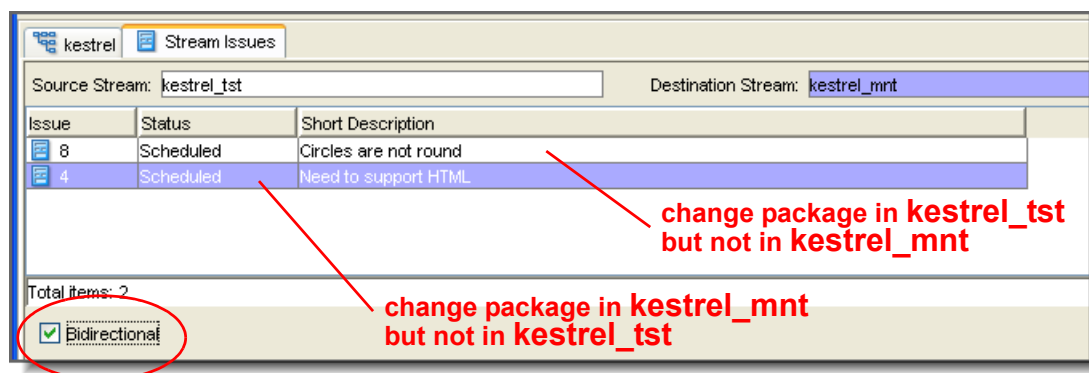 kestrel Stream Issues
Source Stream: kestrel_tst Destination Stream: kestrel_mnt
Issue Status Short Description
8 Scheduled Circles are not round
4 Scheduled Need to support HTML
change package in kestrel_tst
but not in kestrel_mnt
Total items: 2
change package in kestrel_mnt
but not in kestrel_tst
Bidirectional